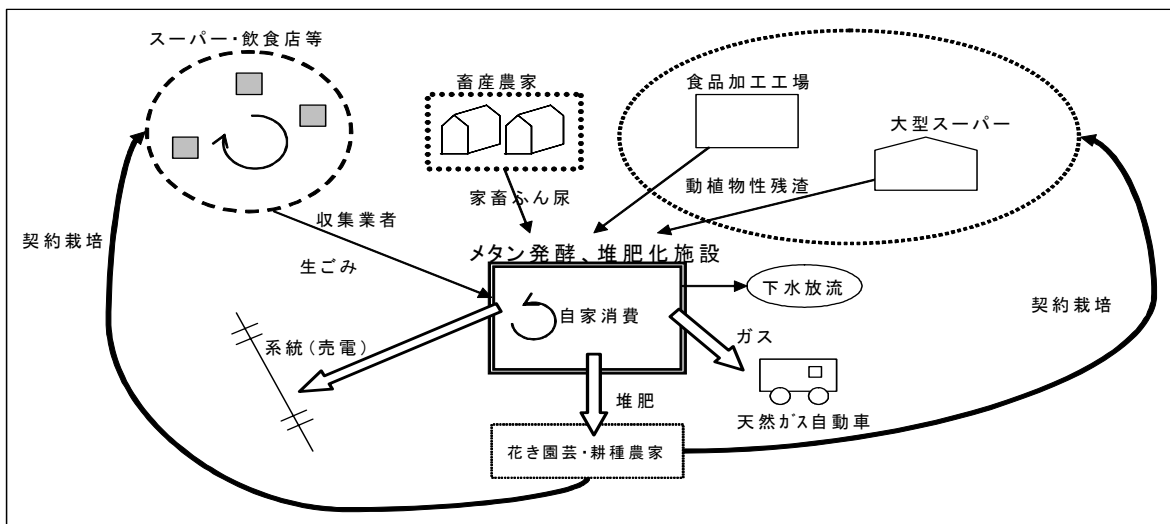 スーパー・飲食店等
畜産農家
食品加工工場
大型スーパー
動植物性残渣
家畜ふん尿
収集業者
契約栽培
生ごみ
メタン発酵、堆肥化施設
下水放流
契約栽培
自家消費
ガス
系統(売電)
堆肥
天然ガス自動車
花き園芸・耕種農家